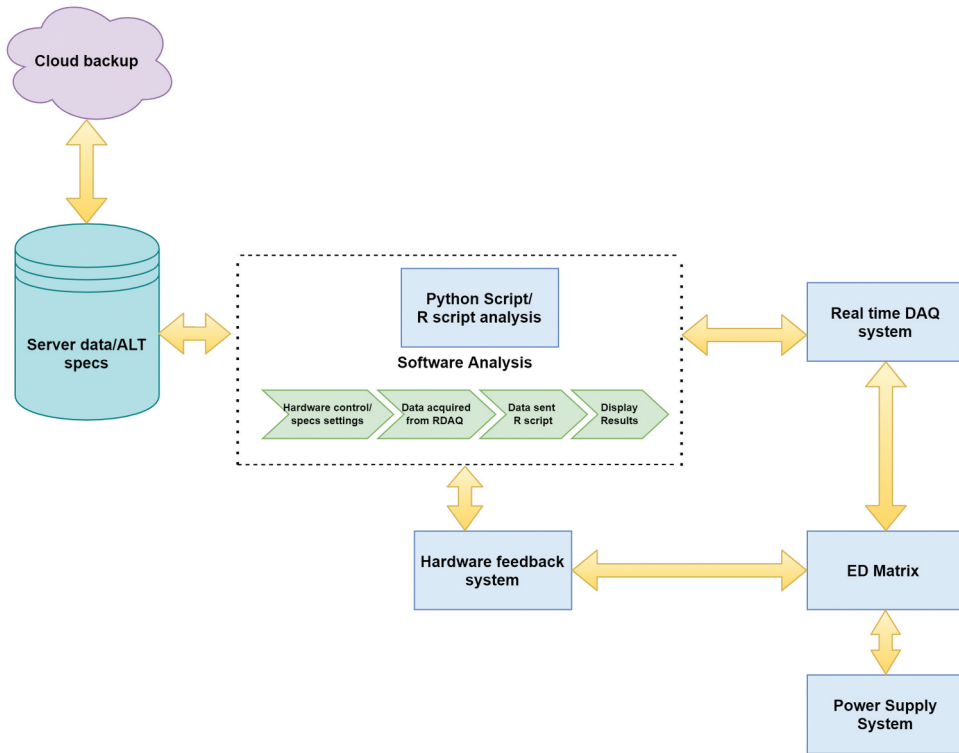 Cloud backup
Server data/ALT
specs
Python Script/
R script analysis
Software Analysis
Hardware control/
specs settings
Data acquired
from RDAQ
Data sent
R script
Display
Results
Real time DAQ
system
Hardware feedback
system
ED Matrix
Power Supply
System